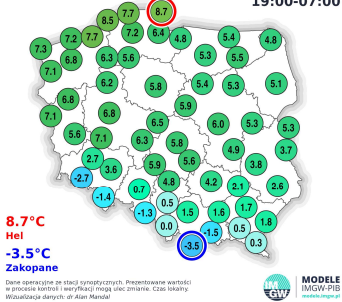 19:00-07:00
8.7
7.7
8.5
7.2 7.7 7.2 6.4 4.8 5.4 4.8
7.3
6.8 6.3 5.6 5.3 5.5
7.1
6.2 5.8 5.4 5.3 5.1
6.8
7.1 6.8 5.9
6.5 6.0 5.3 5.3
5.6 7.1 6.3 5.8
4.9 3.7
2.7 3.6 5.9 5.6 3.8
-2.7 4.8 4.2 2.1 2.6
0.7
-1.4 0.5
-1.3 1.5 1.6 1.7
0.0 1.8
-1.5 0.5
-3.5 0.3
8.7°C
Hel
-3.5°C
Zakopane
Dane operacyjne ze stacji synoptycznych. Prezentowane wartości
w procesie kontroli i weryfikacji mogą ulec zmianie. Czas lokalny.
Wizualizacja danych: dr Alan Mandal
IM
GW
MODELE
IMGW-PIB
modele.imgw.pl